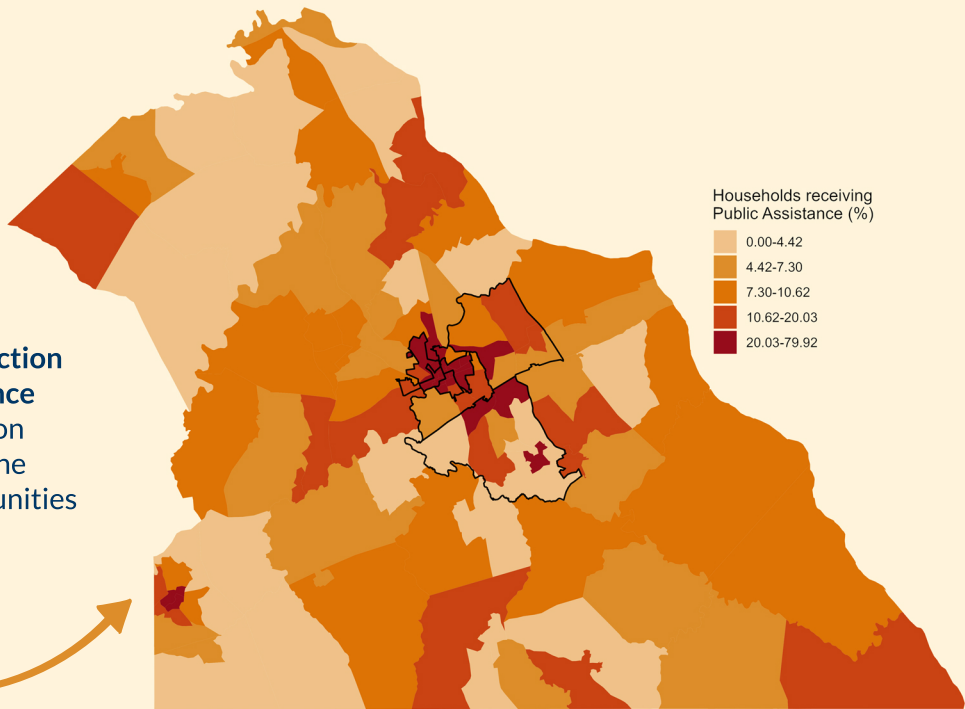 ction
nce
on
he
unities
Households receiving
Public Assistance (%)
0.00-4.42
4.42-7.30
7.30-10.62
10.62-20.03
20.03-79.92